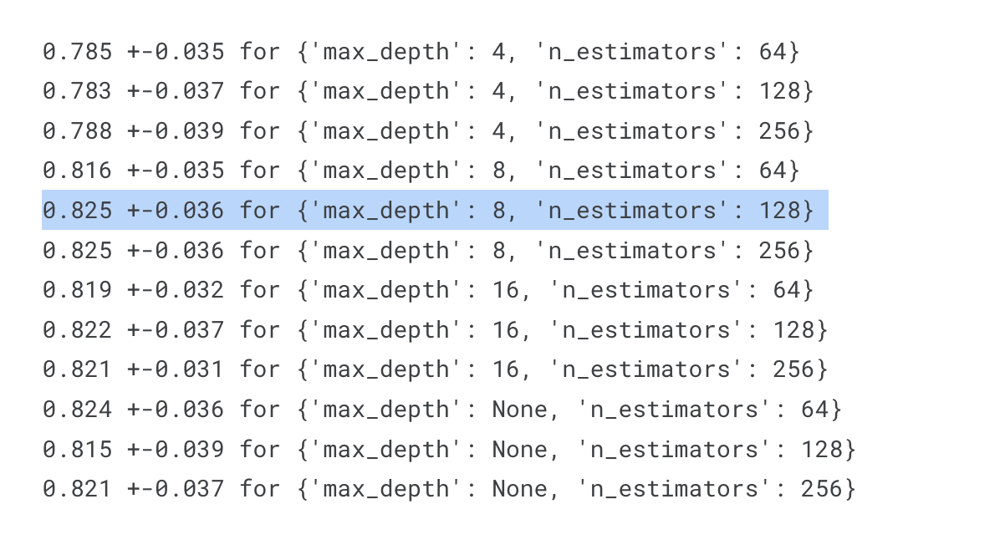 0.785 +-0.035 for {'max_depth': 4, 'n_estimators': 64}
0.783 +-0.037 for {'max_depth': 4, 'n_estimators': 128}
0.788 +-0.039 for {'max_depth': 4, 'n_estimators': 256}
0.816 +-0.035 for {'max_depth': 8, 'n_estimators': 64}
0.825 +-0.036 for {'max_depth': 8, 'n_estimators': 128}
0.825 +-0.036 for {'max_depth': 8, 'n_estimators': 256}
0.819 +-0.032 for {'max_depth': 16, 'n_estimators': 64}
0.822 +-0.037 for {'max_depth': 16, 'n_estimators': 128}
0.821 +-0.031 for {'max_depth': 16, 'n_estimators': 256}
0.824 +-0.036 for {'max_depth': None, 'n_estimators': 64}
0.815 +-0.039 for {'max_depth': None, 'n_estimators': 128}
0.821 +-0.037 for {'max_depth': None, 'n_estimators': 256}